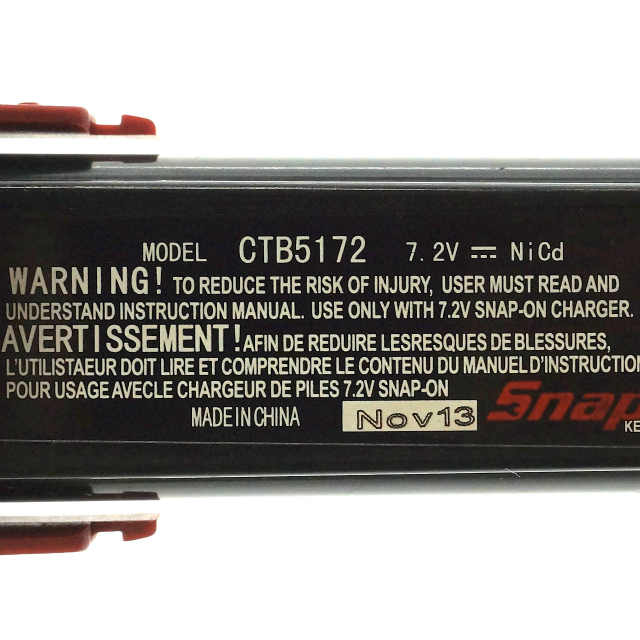 MODEL CTB5172 7.2V ⎓ NiCd
WARNING! TO REDUCE THE RISK OF INJURY, USER MUST READ AND
UNDERSTAND INSTRUCTION MANUAL. USE ONLY WITH 7.2V SNAP-ON CHARGER.
AVERTISSEMENT! AFIN DE REDUIRE LESRESQUES DE BLESSURES,
L'UTILISTAEUR DOIT LIRE ET COMPRENDRE LE CONTENU DU MANUEL D'INSTRUCTION
POUR USAGE AVECLE CHARGEUR DE PILES 7.2V SNAP-ON
MADE IN CHINA Nov13 Snap
KE